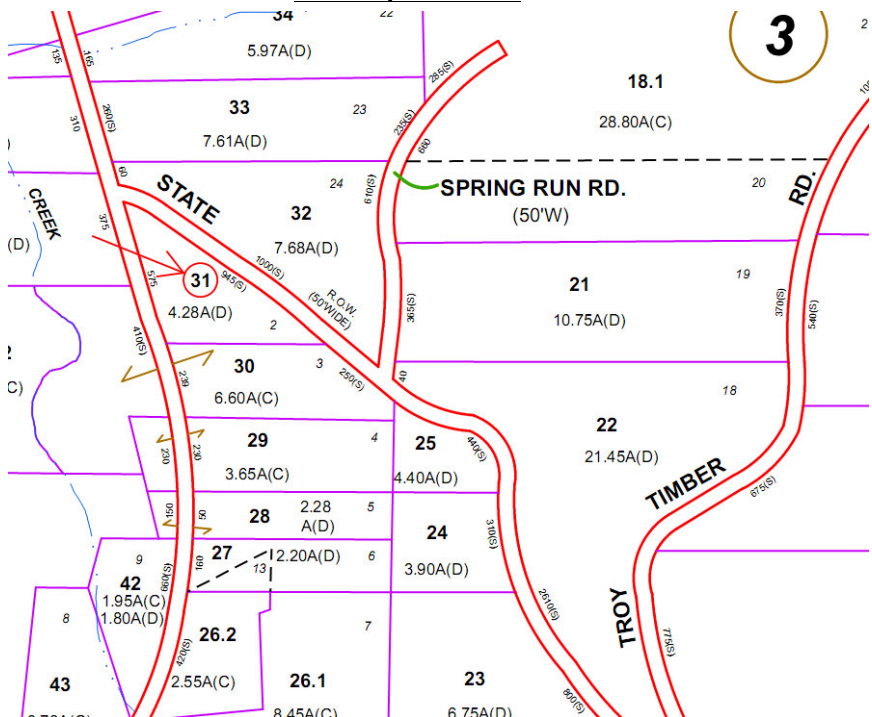 34
22
5.97A(D)
3
2
135
165
310
260(S)
60
33
23
7.61A(D)
285(S)
235(S)
660
18.1
28.80A(C)
STATE
24
32
7.68A(D)
610(S)
SPRING RUN RD.
(50'W)
20
RD.
CREEK
(D)
375
575
31
4.28A(D)
945(S)
1000(S)
R.O.W.
(50'WIDE)
2
365(S)
21
19
10.75A(D)
370(S)
540(S)
410(S)
239
30
3
6.60A(C)
250(S)
40
C)
18
22
21.45A(D)
29
4
3.65A(C)
230
230
25
4.40A(D)
440(S)
TIMBER
675(S)
28
2.28
A(D)
5
150
50
24
3.90A(D)
310(S)
27
2.20A(D)
6
13
160
9
42
1.95A(C)
1.80A(D)
660(S)
8
43
26.2
2.55A(C)
420(S)
7
26.1
8.45A(C)
23
6.75A(D)
2610(S)
800(S)
TROY
775(S)